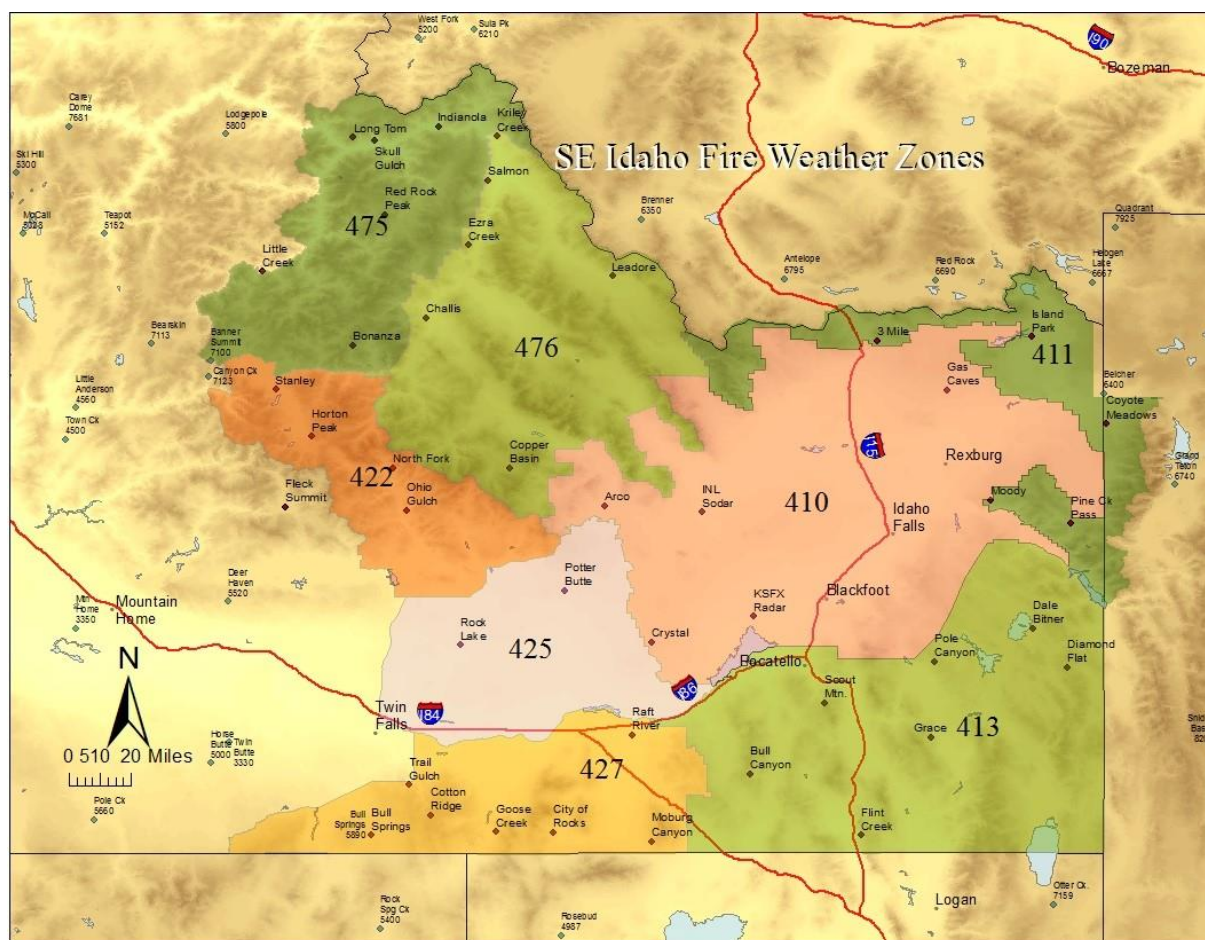 West Fork
5200
Sula Pk
6210
I90
Bozeman
Carey
Dome
7681
Lodgepole
5800
Long Tom
Indianola
Kriley
Creek
Skull
Gulch
SE Idaho Fire Weather Zones
Ski Hill
5300
Salmon
Red Rock
Peak
475
McCall
5028
Teapot
5152
Brenner
6350
Quadrant
7925
Ezra
Creek
Little
Creek
Leadore
Antelope
6795
Red Rock
6690
Hebgen
Lake
6667
Challis
Island
Park
3 Mile
Bearskin
7113
Banner
Summit
7100
Bonanza
476
411
Canyon Ck
7123
Stanley
Little
Anderson
4560
Gas
Caves
Belcher
6400
Coyote
Meadows
Horton
Peak
Town Ck
4500
I15
Copper
Basin
North Fork
422
Rexburg
Grand
Teton
6740
Fleck
Summit
Ohio
Gulch
Arco
INL
Sodar
410
Idaho
Falls
Moody
Pine Ck
Pass
Deer
Haven
5520
Potter
Butte
Mtn
Home
3350
Mountain
Home
KSFX
Radar
Blackfoot
Dale
Bitner
Rock
Lake
425
Crystal
Pole
Canyon
Diamond
Flat
N
Pocatello
I86
Scout
Mtn.
Twin
Falls
I84
Raft
River
Grace
413
0 510 20 Miles
Horse
Butte
5000
Twin
Butte
3330
Trail
Gulch
427
Bull
Canyon
Pole Ck
5660
Cotton
Ridge
Bull
Springs
5890
Bull
Springs
Goose
Creek
City of
Rocks
Moburg
Canyon
Flint
Creek
Rock
Spg Ck
5400
Rosebud
4987
Logan
Otter Ck.
7159